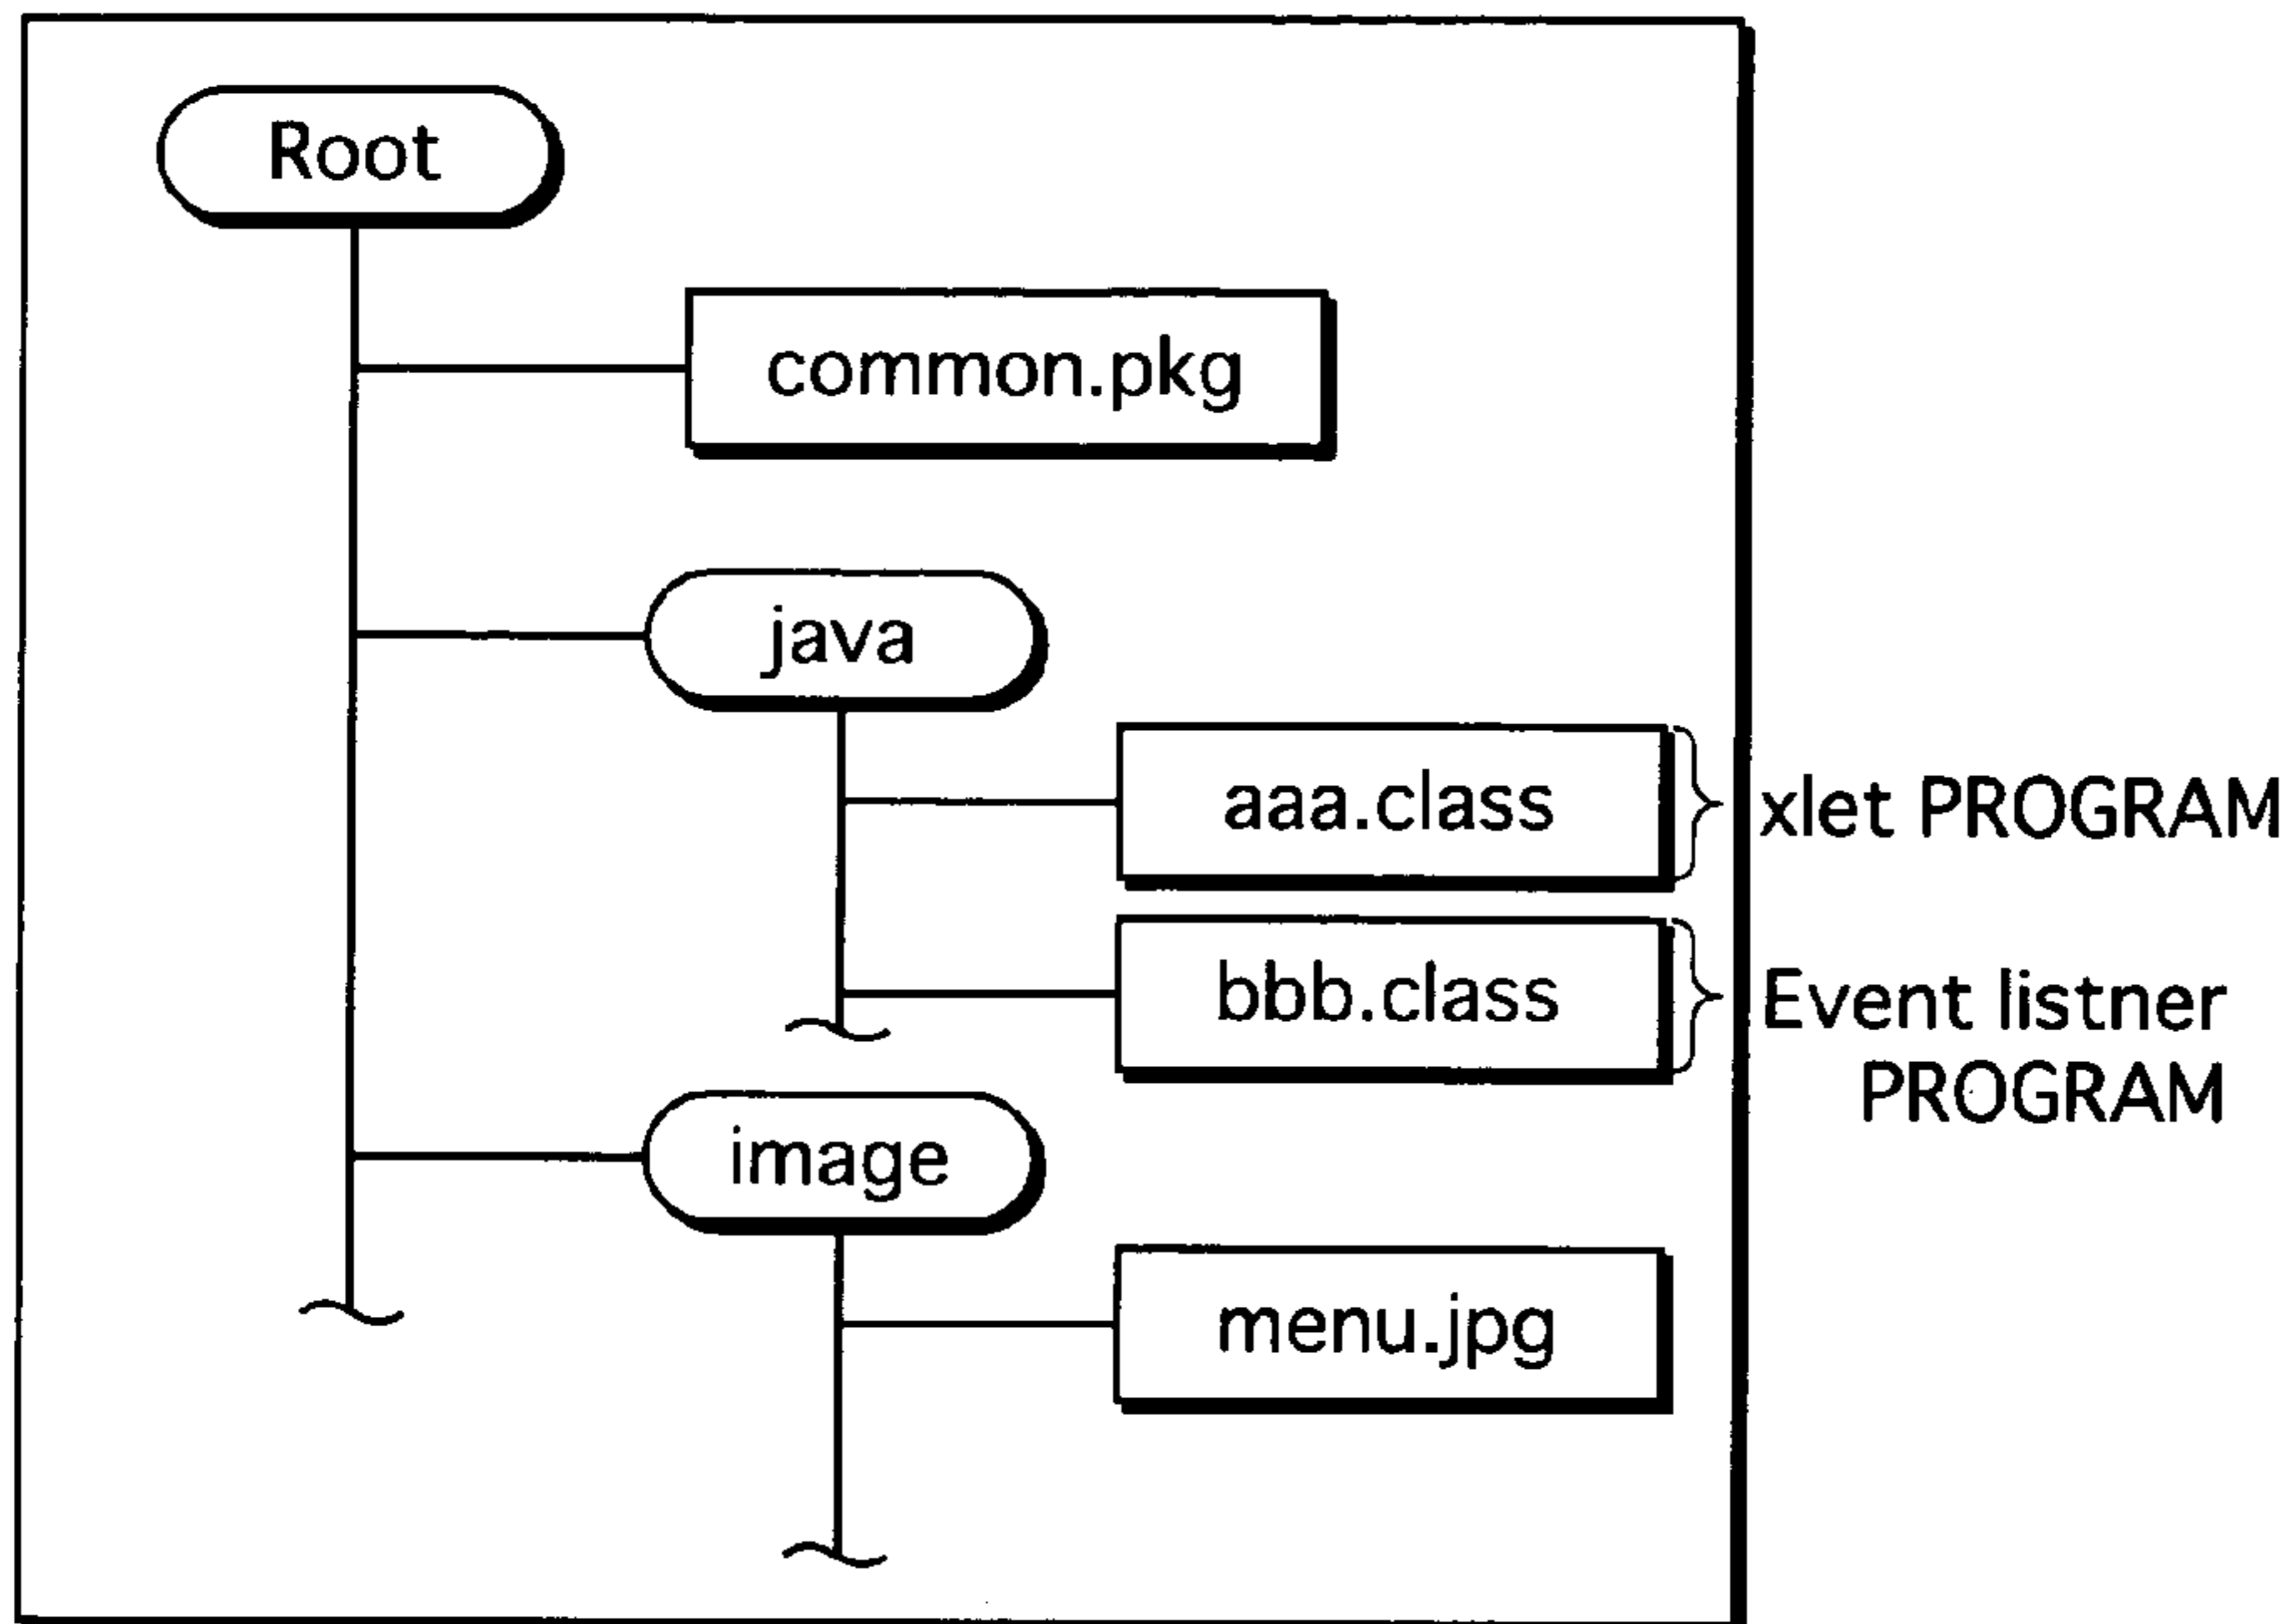 Root
common.pkg
java
aaa.class
xlet PROGRAM
bbb.class
Event listner
PROGRAM
image
menu.jpg